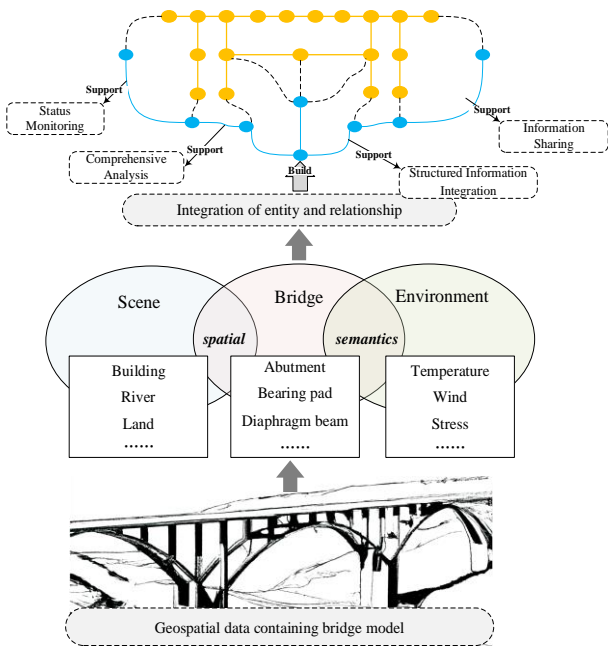 Support
Status
Monitoring
Support
Information
Sharing
Support
Comprehensive
Analysis
Build
Support
Structured Information
Integration
Integration of entity and relationship
Scene
Bridge
Environment
spatial
semantics
Building
River
Land
......
Abutment
Bearing pad
Diaphragm beam
......
Temperature
Wind
Stress
......
Geospatial data containing bridge model